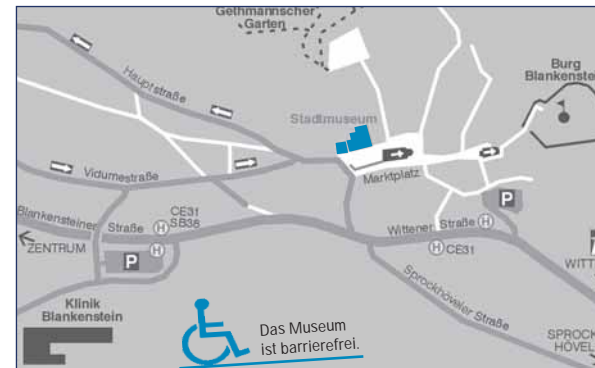 Gethmannscher
Garten
Burg
Blankenstein
Hauptstraße
Stadtmuseum
Marktplatz
Vidumestraße
P
Blankensteiner Straße
CE31
SB38
H
H
Wittener Straße
H
H CE31
ZENTRUM
P
WITT
Sprockhöveler Straße
Klinik
Blankenstein
Das Museum
ist barrierefrei.
SPROCK
HÖVEL